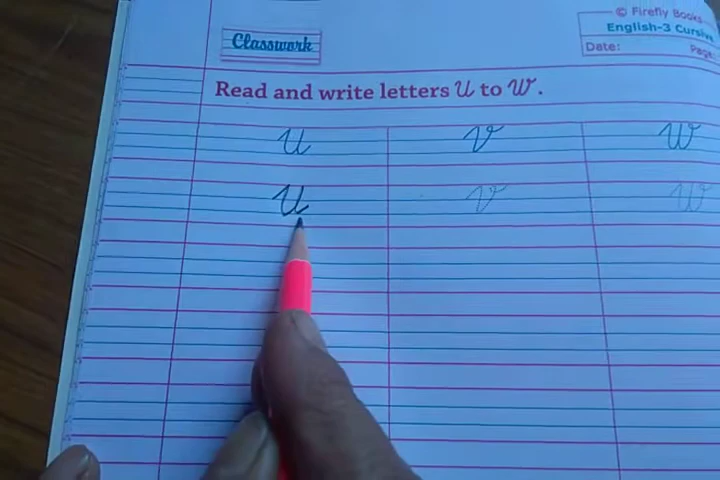 © Firefly Books
English-3 Cursive
Classwork
Date: Page:
Read and write letters U to W.
U V W
U V W